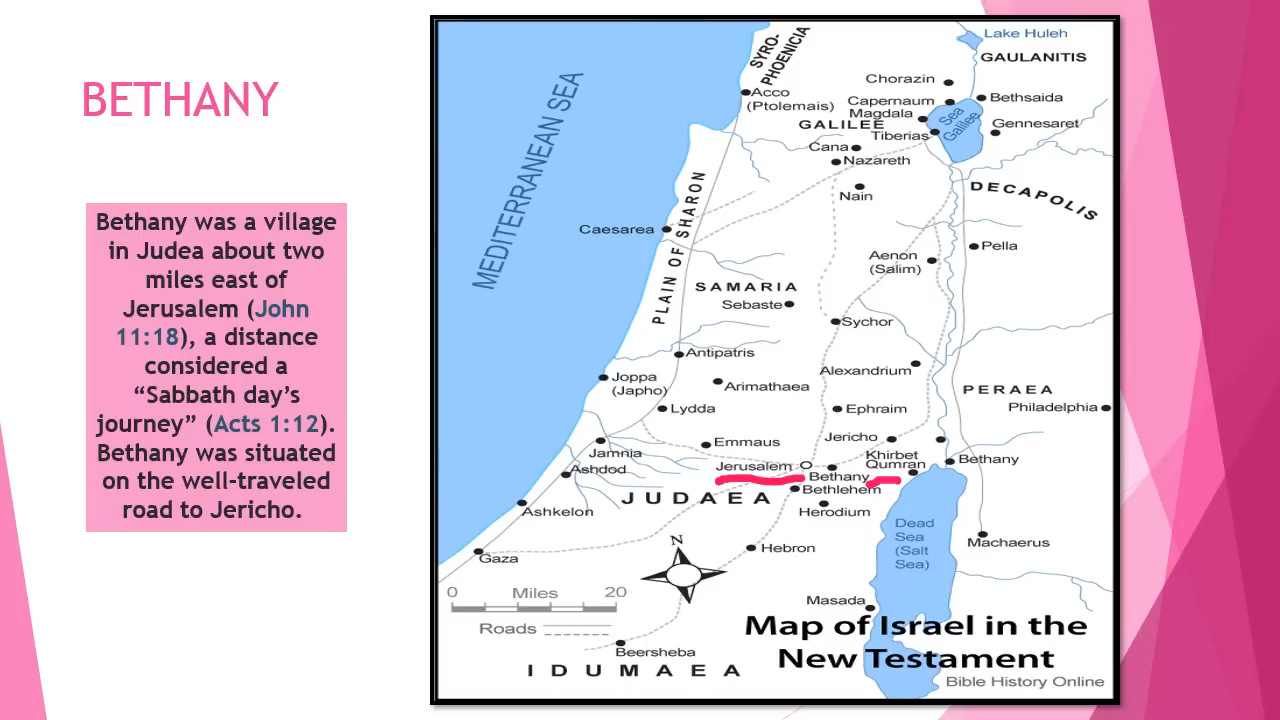 BETHANY
Bethany was a village
in Judea about two
miles east of
Jerusalem (John
11:18), a distance
considered a
“Sabbath day’s
journey” (Acts 1:12).
Bethany was situated
on the well-traveled
road to Jericho.
Lake Huleh
GAULANITIS
SYRO-
PHOENICIA
Chorazin
Acco
(Ptolemais)
Capernaum
Bethsaida
Magdala
GALILEE
Sea
Galilee
Gennesaret
Tiberias
Cana
Nazareth
Nain
DECAPOLIS
MEDITERRANEAN SEA
PLAIN OF SHARON
Caesarea
Pella
Aenon
(Salim)
SAMARIA
Sebaste
Sychor
Antipatris
Alexandrium
Joppa
(Japho)
Arimathaea
PERAEA
Lydda
Ephraim
Philadelphia
Emmaus
Jericho
Jamnia
Khirbet
Qumran
Bethany
Ashdod
Jerusalem
Bethany
JUDAEA
Bethlehem
Ashkelon
Herodium
Dead
Sea
(Salt
Sea)
Machaerus
N
Hebron
Gaza
0 Miles 20
Roads
Masada
Beersheba
IDUMAEA
Map of Israel in the
New Testament
Bible History Online